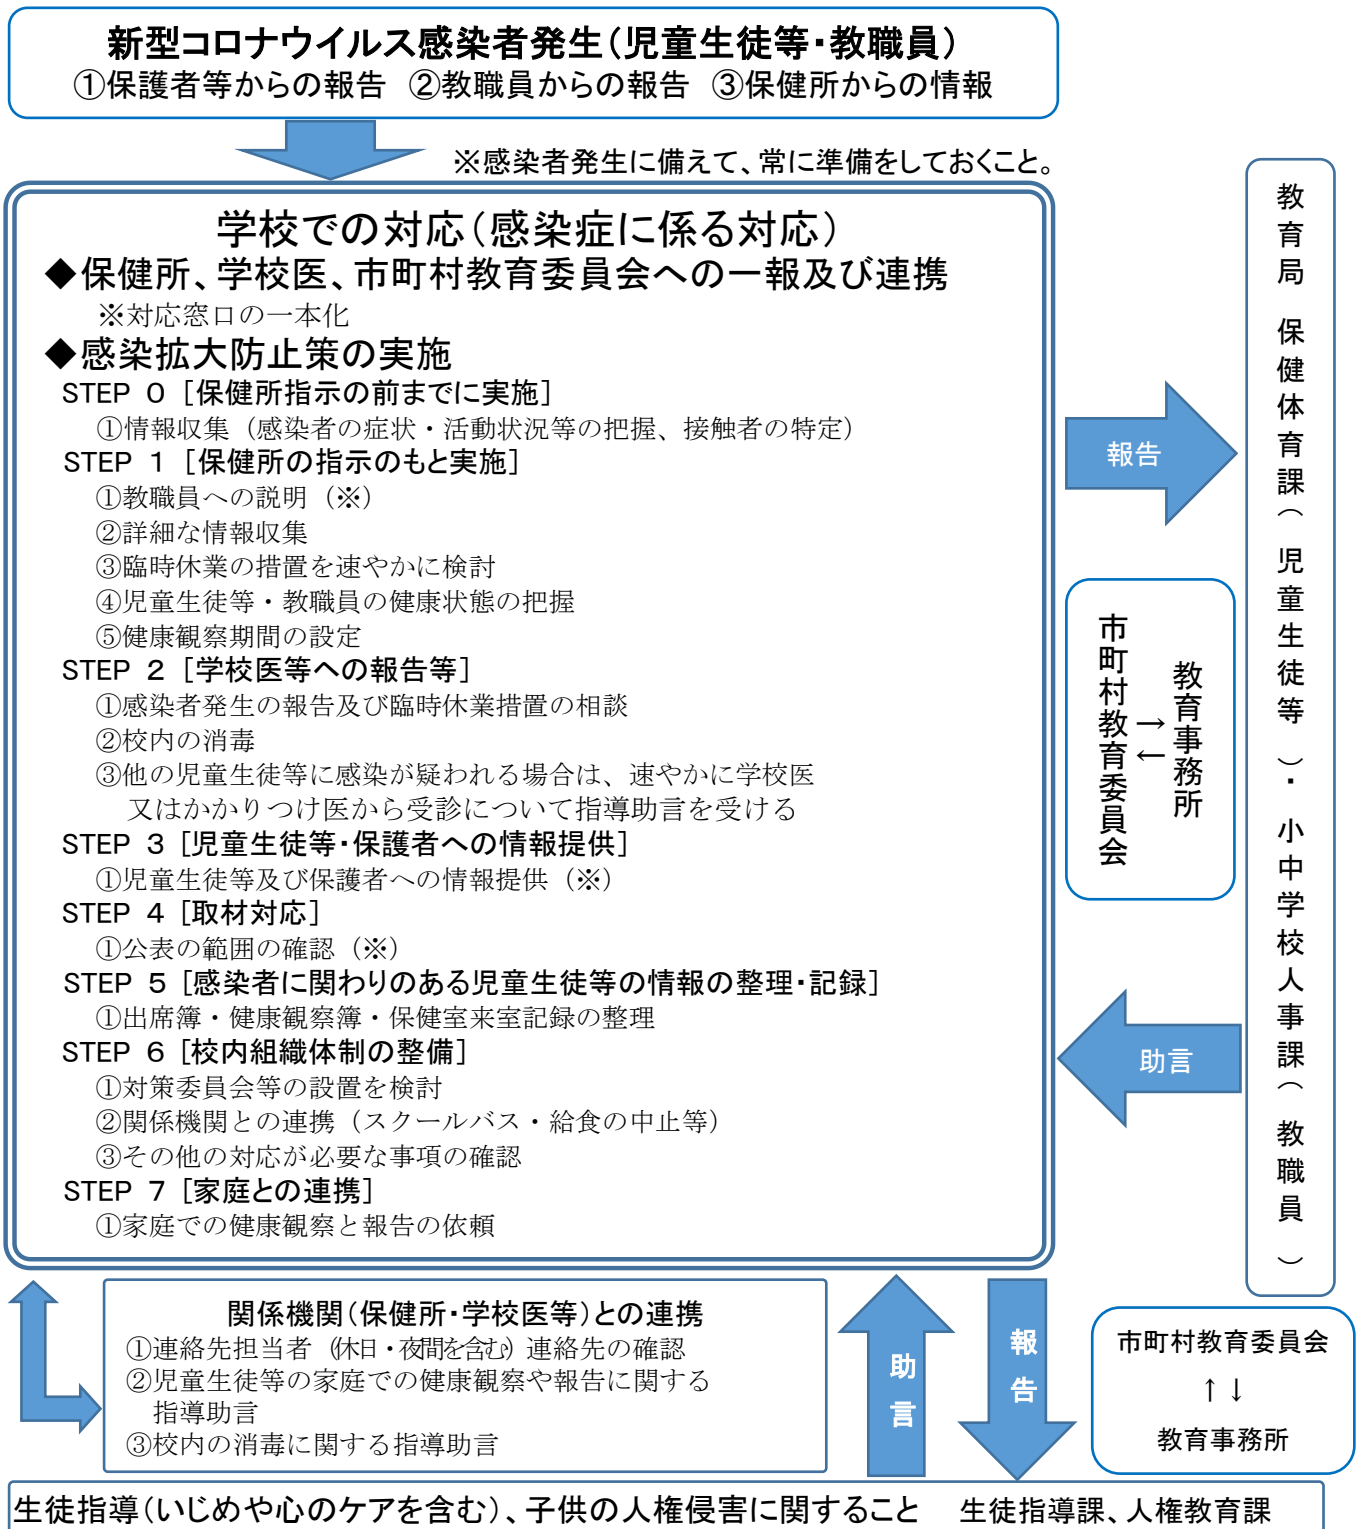 新型コロナウイルス感染者発生（児童生徒等・教職員）
①保護者等からの報告　②教職員からの報告　③保健所からの情報
※感染者発生に備えて、常に準備をしておくこと。
学校での対応（感染症に係る対応）
◆保健所、学校医、市町村教育委員会への一報及び連携
※対応窓口の一本化
◆感染拡大防止策の実施
STEP ０［保健所指示の前までに実施］
①情報収集（感染者の症状・活動状況等の把握、接触者の特定）
STEP １［保健所の指示のもと実施］
①教職員への説明（※）
②詳細な情報収集
③臨時休業の措置を速やかに検討
④児童生徒等・教職員の健康状態の把握
⑤健康観察期間の設定
STEP ２［学校医等への報告等］
①感染者発生の報告及び臨時休業措置の相談
②校内の消毒
③他の児童生徒等に感染が疑われる場合は、速やかに学校医
又はかかりつけ医から受診について指導助言を受ける
STEP ３［児童生徒等・保護者への情報提供］
①児童生徒等及び保護者への情報提供（※）
STEP ４［取材対応］
①公表の範囲の確認（※）
STEP ５［感染者に関わりのある児童生徒等の情報の整理・記録］
①出席簿・健康観察簿・保健室来室記録の整理
STEP ６［校内組織体制の整備］
①対策委員会等の設置を検討
②関係機関との連携（スクールバス・給食の中止等）
③その他の対応が必要な事項の確認
STEP ７［家庭との連携］
①家庭での健康観察と報告の依頼
報告
市町村教育委員会
→
←
教育事務所
助言
教育局　保健体育課（児童生徒等）・小中学校人事課（教職員）
関係機関（保健所・学校医等）との連携
①連絡先担当者（休日・夜間を含む）連絡先の確認
②児童生徒等の家庭での健康観察や報告に関する
指導助言
③校内の消毒に関する指導助言
助言
報告
市町村教育委員会
↑↓
教育事務所
生徒指導（いじめや心のケアを含む）、子供の人権侵害に関すること　生徒指導課、人権教育課